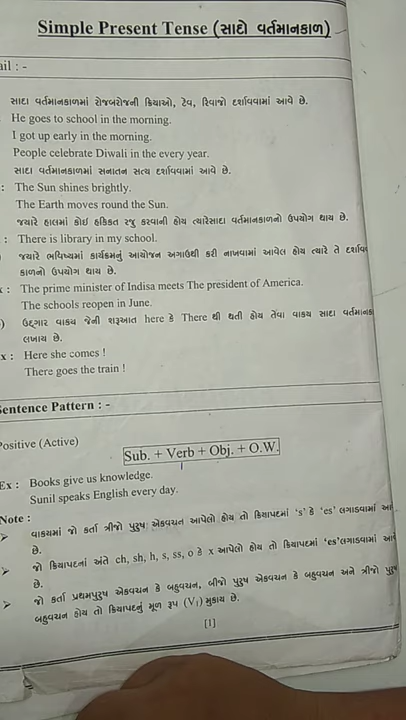 Simple Present Tense (સાદો વર્તમાનકાળ)
ail : -
સાદા વર્તમાનકાળમાં રોજબરોજની ક્રિયાઓ, ટેવ, રિવાજો દર્શાવવામાં આવે છે.
He goes to school in the morning.
I got up early in the morning.
People celebrate Diwali in the every year.
સાદા વર્તમાનકાળમાં સનાતન સત્ય દર્શાવવામાં આવે છે.
: The Sun shines brightly.
The Earth moves round the Sun.
જયારે હાલમાં કોઈ હકિકત રજુ કરવાની હોય ત્યારેસાદા વર્તમાનકાળનો ઉપયોગ થાય છે.
: There is library in my school.
) જયારે ભવિષ્યમાં કાર્યક્રમનું આયોજન અગાઉથી કરી નાખવામાં આવેલ હોય ત્યારે તે દર્શાવ
કાળનો ઉપયોગ થાય છે.
x : The prime minister of Indisa meets The president of America.
The schools reopen in June.
) ઉદ્દગાર વાકય જેની શરૂઆત here કે There થી થતી હોય તેવા વાકય સાદા વર્તમાનકા
લખાય છે.
x : Here she comes !
There goes the train !
Sentence Pattern : -
Positive (Active)
Sub. + Verb + Obj. + O.W.
Ex : Books give us knowledge.
Sunil speaks English every day.
Note :
➢ વાકયમાં જો કર્તા ત્રીજો પુરુષ એકવચન આપેલો હોય તો ક્રિયાપદમાં ‘s’ કે ‘es’ લગાડવામાં આ
છે.
➢ જો ક્રિયાપદનાં અંતે ch, sh, h, s, ss, o કે x આપેલો હોય તો ક્રિયાપદમાં ‘es’લગાડવામાં આવે
છે.
➢ જો કર્તા પ્રથમપુરુષ એકવચન કે બહુવચન, બીજો પુરુષ એકવચન કે બહુવચન અને ત્રીજો પુરુષ
બહુવચન હોય તો ક્રિયાપદનું મૂળ રૂપ (V₁) મુકાય છે.
[1]